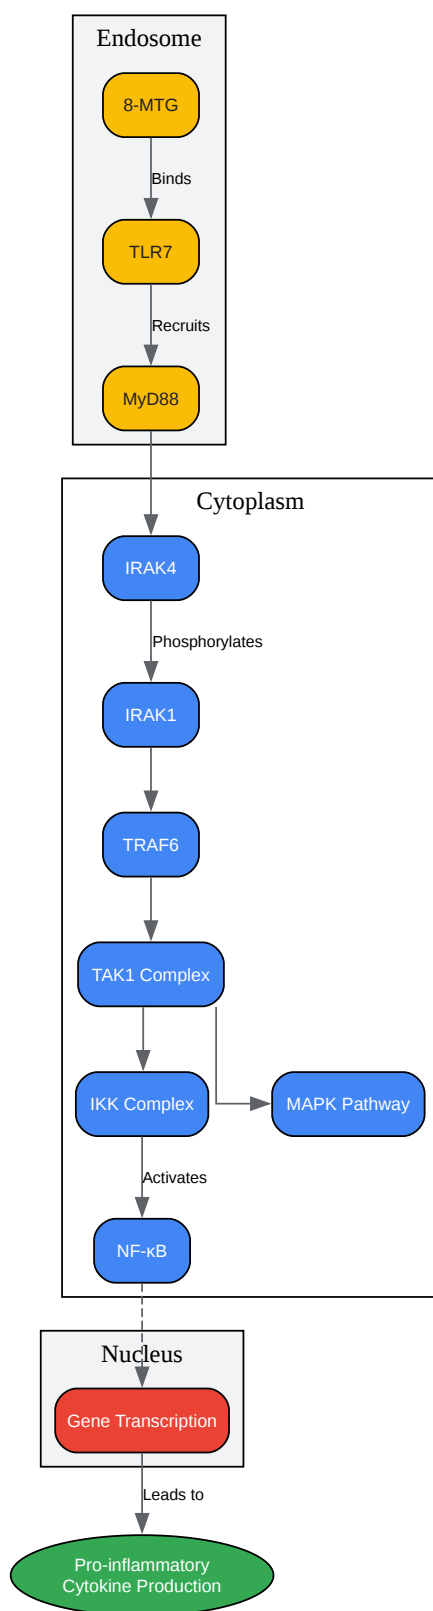 Endosome
8-MTG
Binds
TLR7
Recruits
MyD88
Cytoplasm
IRAK4
Phosphorylates
IRAK1
TRAF6
TAK1 Complex
IKK Complex
MAPK Pathway
Activates
NF-κB
Nucleus
Gene Transcription
Leads to
Pro-inflammatory
Cytokine Production